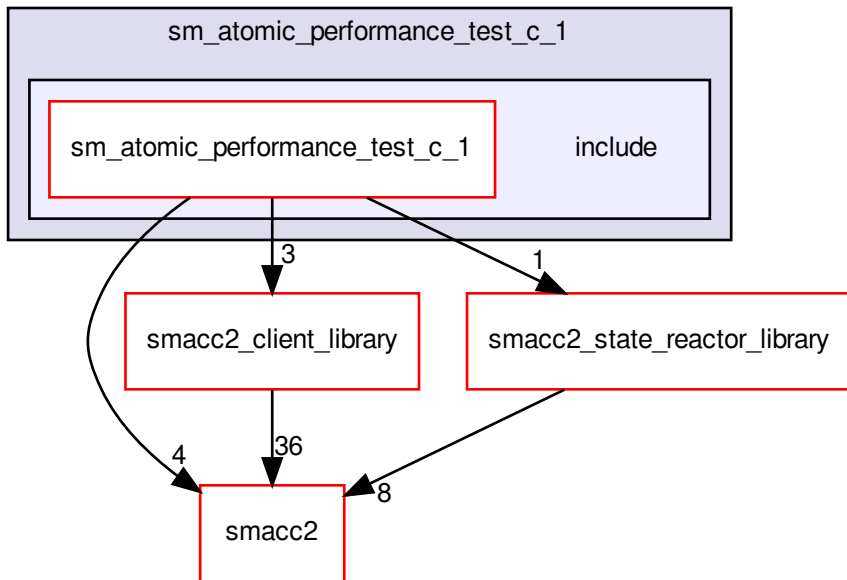 sm_atomic_performance_test_c_1
sm_atomic_performance_test_c_1
include
3
1
smacc2_client_library
smacc2_state_reactor_library
4
36
8
smacc2